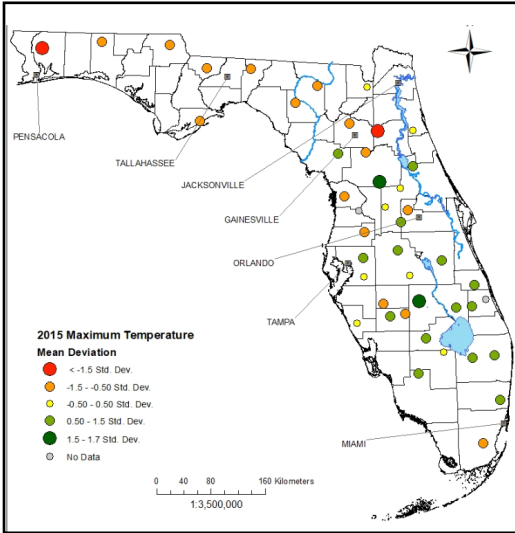 PENSACOLA
TALLAHASSEE
JACKSONVILLE
GAINESVILLE
ORLANDO
TAMPA
MIAMI
2015 Maximum Temperature
Mean Deviation
< -1.5 Std. Dev.
-1.5 - -0.50 Std. Dev.
-0.50 - 0.50 Std. Dev.
0.50 - 1.5 Std. Dev.
1.5 - 1.7 Std. Dev.
No Data
0 80 160 Kilometers
1:3,500,000